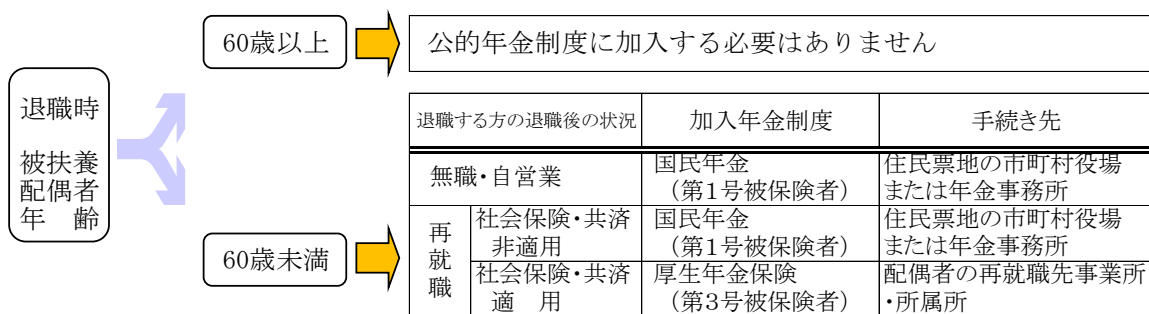 退職時
被扶養
配偶者
年　齢
60歳以上
公的年金制度に加入する必要はありません
60歳未満
退職する方の退職後の状況
加入年金制度
手続き先
無職・自営業
国民年金
（第1号被保険者）
住民票地の市町村役場
または年金事務所
再
就
職
社会保険・共済
非適用
国民年金
（第1号被保険者）
住民票地の市町村役場
または年金事務所
社会保険・共済
適　用
厚生年金保険
（第3号被保険者）
配偶者の再就職先事業所
・所属所